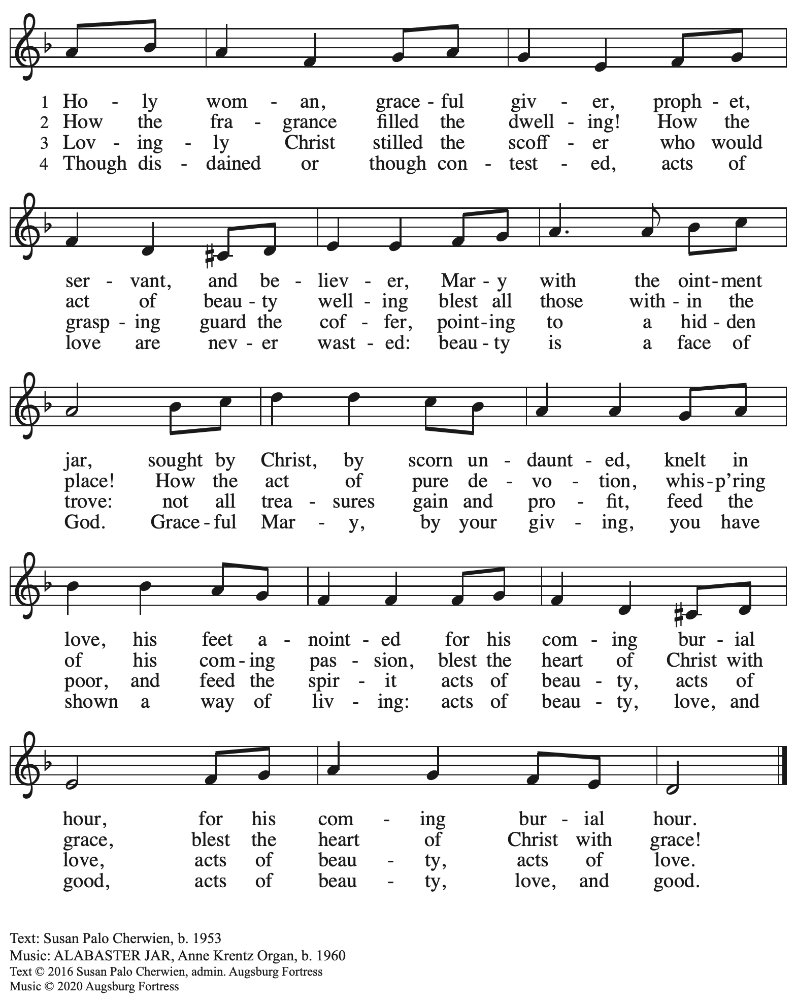 1 Ho - ly wom - an, grace - ful giv - er, proph - et,
2 How the fra - grance filled the dwell - ing! How the
3 Lov - ing - ly Christ stilled the scoff - er who would
4 Though dis - dained or though con - test - ed, acts of
ser - vant, and be - liev - er, Mar - y with the oint - ment
act of beau - ty well - ing blest all those with - in the
grasp - ing guard the cof - fer, point - ing to a hid - den
love are nev - er wast - ed: beau - ty is a face of
jar, sought by Christ, by scorn un - daunt - ed, knelt in
place! How the act of pure de - vo - tion, whis - p’ring
trove: not all trea - sures gain and pro - fit, feed the
God. Grace - ful Mar - y, by your giv - ing, you have
love, his feet a - noint - ed for his com - ing bur - ial
of his com - ing pas - sion, blest the heart of Christ with
poor, and feed the spir - it acts of beau - ty, acts of
shown a way of liv - ing: acts of beau - ty, love, and
hour, for his com - ing bur - ial hour.
grace, blest the heart of Christ with grace!
love, acts of beau - ty, acts of love.
good, acts of beau - ty, love, and good.
Text: Susan Palo Cherwien, b. 1953
Music: ALABASTER JAR, Anne Krentz Organ, b. 1960
Text © 2016 Susan Palo Cherwien, admin. Augsburg Fortress
Music © 2020 Augsburg Fortress